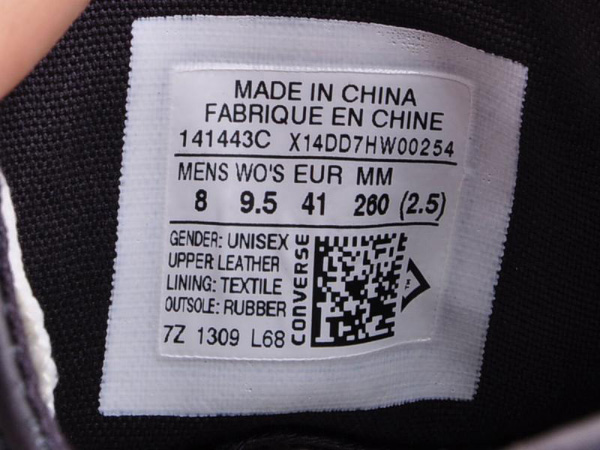 MADE IN CHINA
FABRIQUE EN CHINE
141443C X14DD7HW00254
MENS WO'S EUR MM
8 9.5 41 260 (2.5)
GENDER: UNISEX
UPPER LEATHER
LINING: TEXTILE
OUTSOLE: RUBBER
7Z 1309 L68
CONVERSE
TM